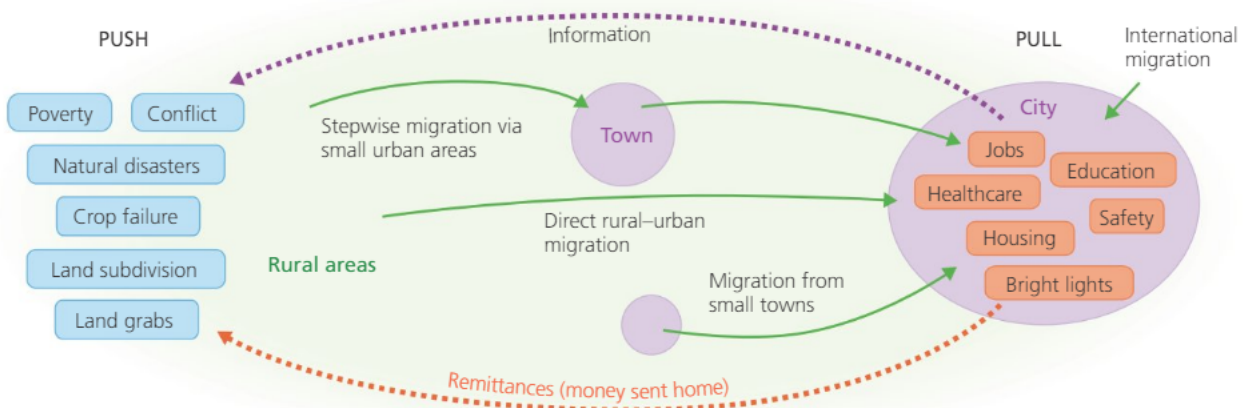 PUSH
Information
PULL
International
migration
Poverty
Conflict
Natural disasters
Crop failure
Land subdivision
Land grabs
Rural areas
Stepwise migration via
small urban areas
Town
Direct rural–urban
migration
Migration from
small towns
City
Jobs
Education
Healthcare
Safety
Housing
Bright lights
Remittances (money sent home)